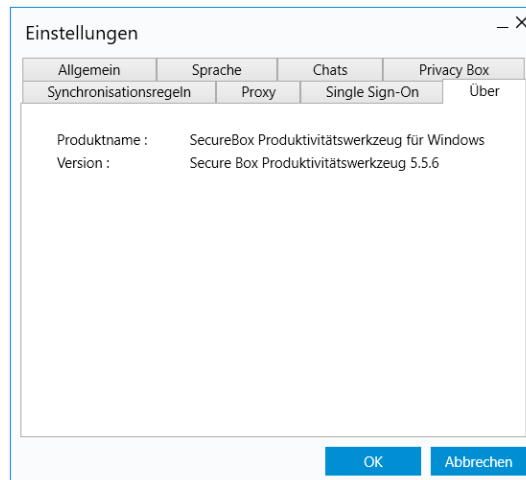 Einstellungen
Allgemein Sprache Chats Privacy Box
Synchronisationsregeln Proxy Single Sign-On Über
Produktname : SecureBox Produktivitätswerkzeug für Windows
Version : Secure Box Produktivitätswerkzeug 5.5.6
OK Abbrechen